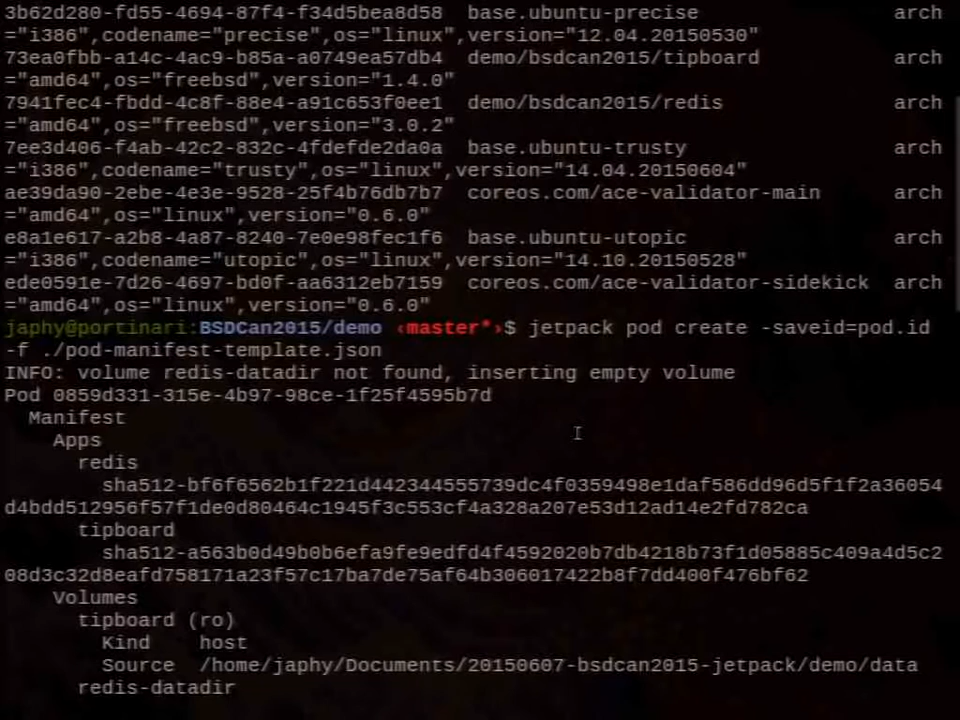 3b62d280-fd55-4694-87f4-f34d5bea8d58  base.ubuntu-precise                arch
="i386",codename="precise",os="linux",version="12.04.20150530"
73ea0fbb-a14c-4ac9-b85a-a0749ea57db4  demo/bsdcan2015/tipboard           arch
="amd64",os="freebsd",version="1.4.0"
7941fec4-fbdd-4c8f-88e4-a91c653f0ee1  demo/bsdcan2015/redis              arch
="amd64",os="freebsd",version="3.0.2"
7ee3d406-f4ab-42c2-832c-4fdefde2da0a  base.ubuntu-trusty                 arch
="i386",codename="trusty",os="linux",version="14.04.20150604"
ae39da90-2ebe-4e3e-9528-25f4b76db7b7  coreos.com/ace-validator-main      arch
="amd64",os="linux",version="0.6.0"
e8a1e617-a2b8-4a87-8240-7e0e98fec1f6  base.ubuntu-utopic                 arch
="i386",codename="utopic",os="linux",version="14.10.20150528"
ede0591e-7d26-4697-bd0f-aa6312eb7159  coreos.com/ace-validator-sidekick  arch
="amd64",os="linux",version="0.6.0"
japhy@portinari:BSDCan2015/demo ‹master*›$ jetpack pod create -saveid=pod.id
-f ./pod-manifest-template.json
INFO: volume redis-datadir not found, inserting empty volume
Pod 0859d331-315e-4b97-98ce-1f25f4595b7d
  Manifest
    Apps
      redis
        sha512-bf6f6562b1f221d442344555739dc4f0359498e1daf586dd96d5f1f2a36054
d4bdd512956f57f1de0d80464c1945f3c553cf4a328a207e53d12ad14e2fd782ca
      tipboard
        sha512-a563b0d49b0b6efa9fe9edfd4f4592020b7db4218b73f1d05885c409a4d5c2
08d3c32d8eafd758171a23f57c17ba7de75af64b306017422b8f7dd400f476bf62
    Volumes
      tipboard (ro)
        Kind    host
        Source  /home/japhy/Documents/20150607-bsdcan2015-jetpack/demo/data
      redis-datadir